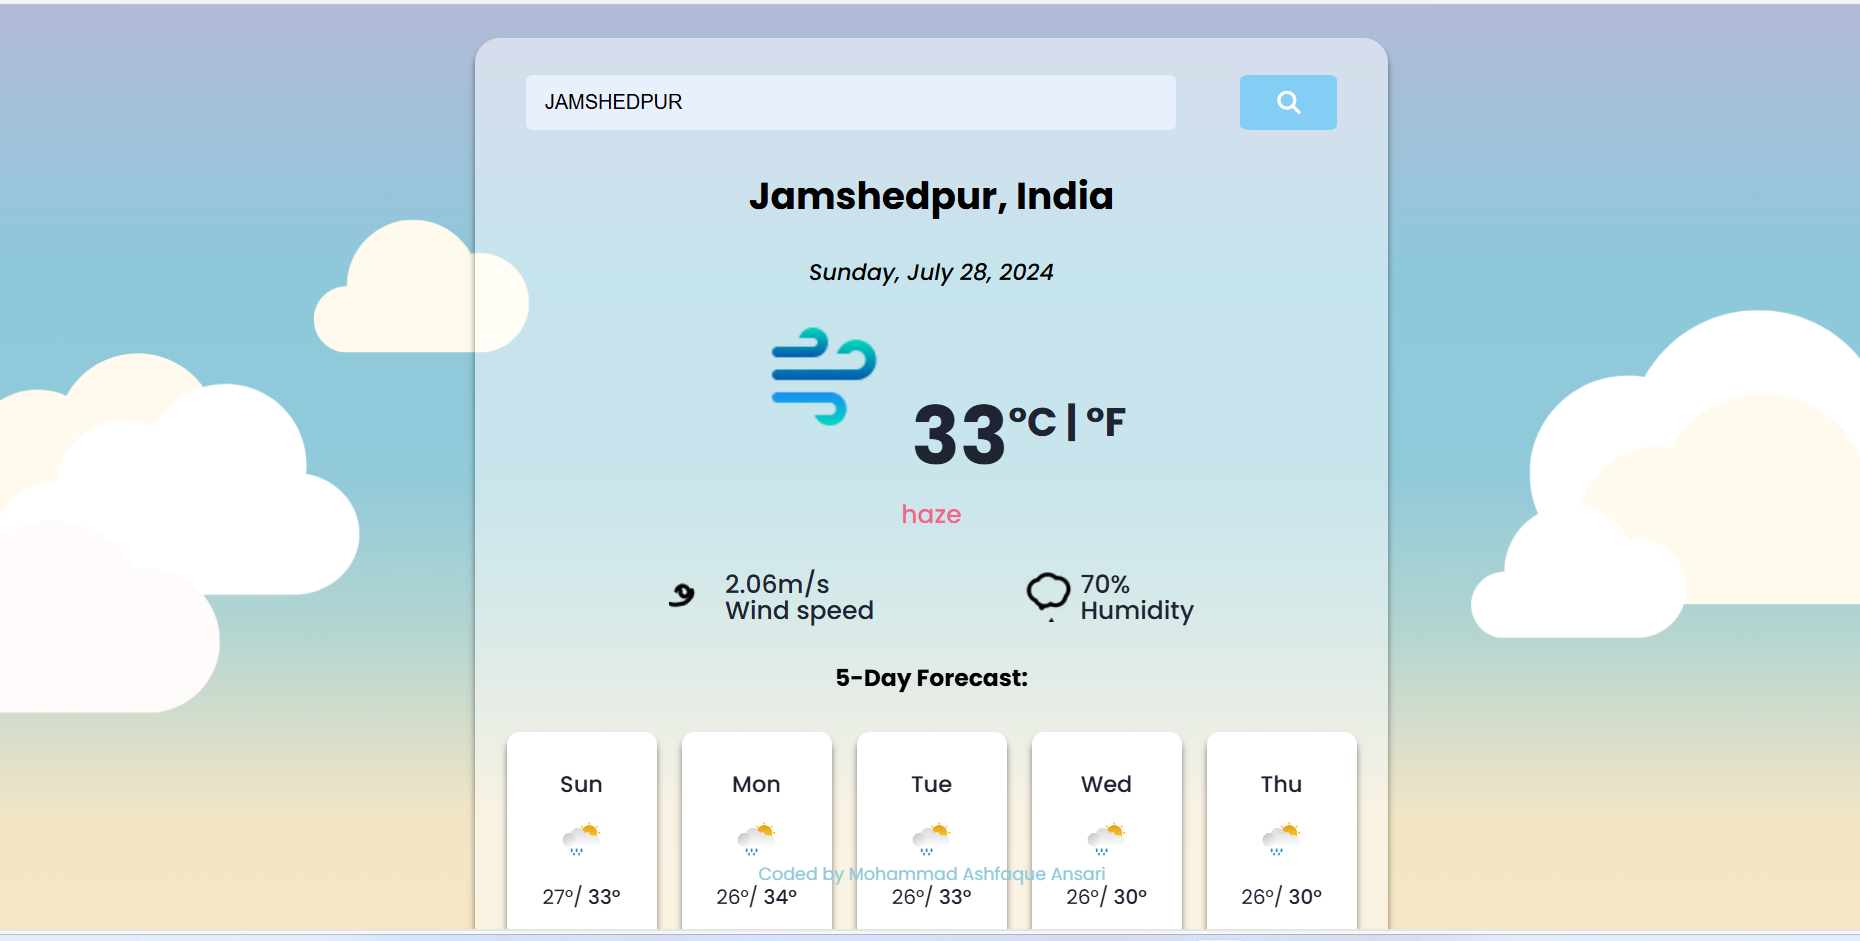 JAMSHEDPUR
Jamshedpur, India
Sunday, July 28, 2024
33°C | °F
haze
2.06m/s
Wind speed
70%
Humidity
5-Day Forecast:
Sun Mon Tue Wed Thu
Coded by Mohammad Ashfaque Ansari
27°/ 33° 26°/ 34° 26°/ 33° 26°/ 30° 26°/ 30°